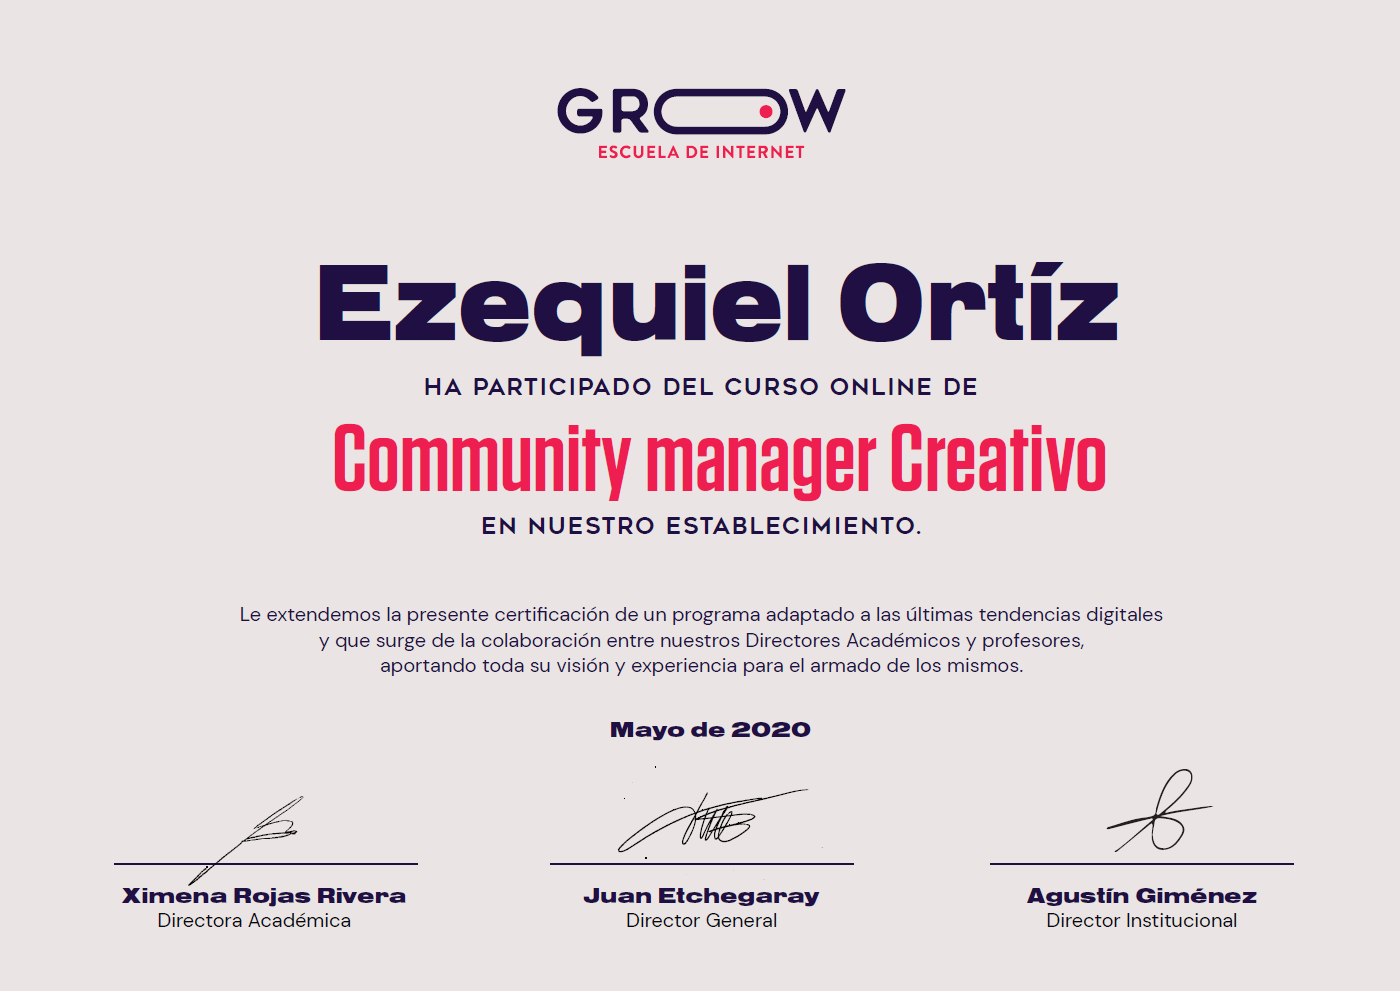 GROW
ESCUELA DE INTERNET
Ezequiel Ortíz
HA PARTICIPADO DEL CURSO ONLINE DE
Community manager Creativo
EN NUESTRO ESTABLECIMIENTO.
Le extendemos la presente certificación de un programa adaptado a las últimas tendencias digitales
y que surge de la colaboración entre nuestros Directores Académicos y profesores,
aportando toda su visión y experiencia para el armado de los mismos.
Mayo de 2020
Ximena Rojas Rivera
Directora Académica
Juan Etchegaray
Director General
Agustín Giménez
Director Institucional